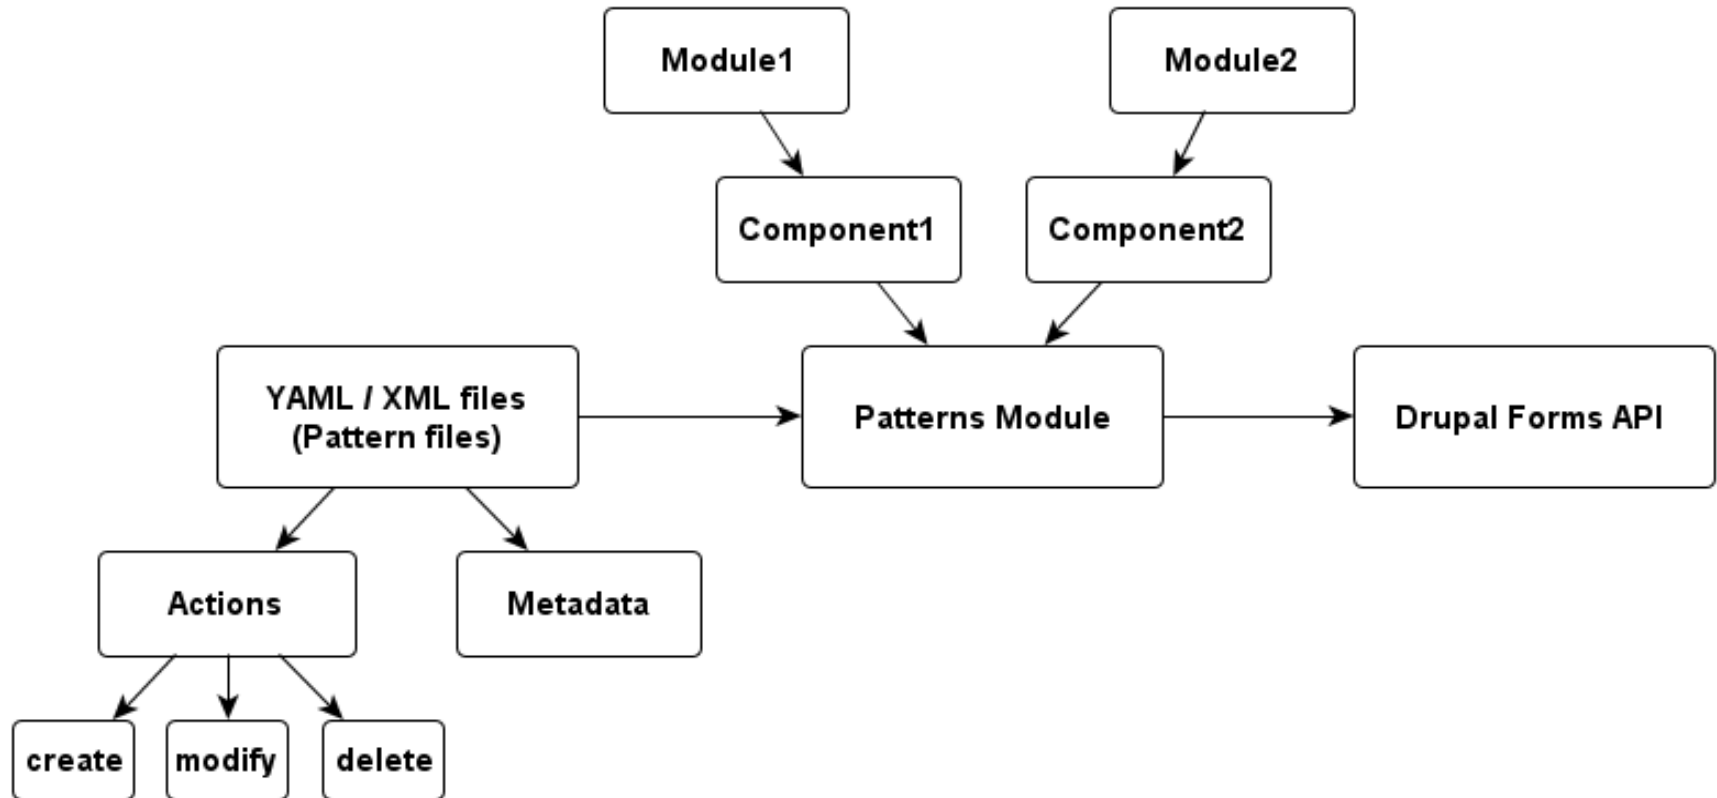 Module1
Module2
Component1
Component2
YAML / XML files
(Pattern files)
Patterns Module
Drupal Forms API
Actions
Metadata
create
modify
delete